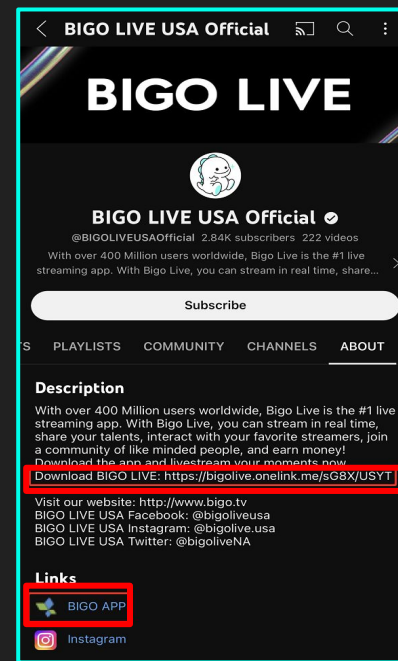 BIGO LIVE USA Official
BIGO LIVE
BIGO LIVE USA Official
@BIGOLIVEUSAOfficial 2.84K subscribers 222 videos
With over 400 Million users worldwide, Bigo Live is the #1 live
streaming app. With Bigo Live, you can stream in real time, share...
Subscribe
S PLAYLISTS COMMUNITY CHANNELS ABOUT
Description
With over 400 Million users worldwide, Bigo Live is the #1 live
streaming app. With Bigo Live, you can stream in real time,
share your talents, interact with your favorite streamers, join
a community of like minded people, and earn money!
Download the app and livestream your moments now
Download BIGO LIVE: https://bigolive.onelink.me/sG8X/USYT
Visit our website: http://www.bigo.tv
BIGO LIVE USA Facebook: @bigoliveusa
BIGO LIVE USA Instagram: @bigolive.usa
BIGO LIVE USA Twitter: @bigoliveNA
Links
BIGO APP
Instagram